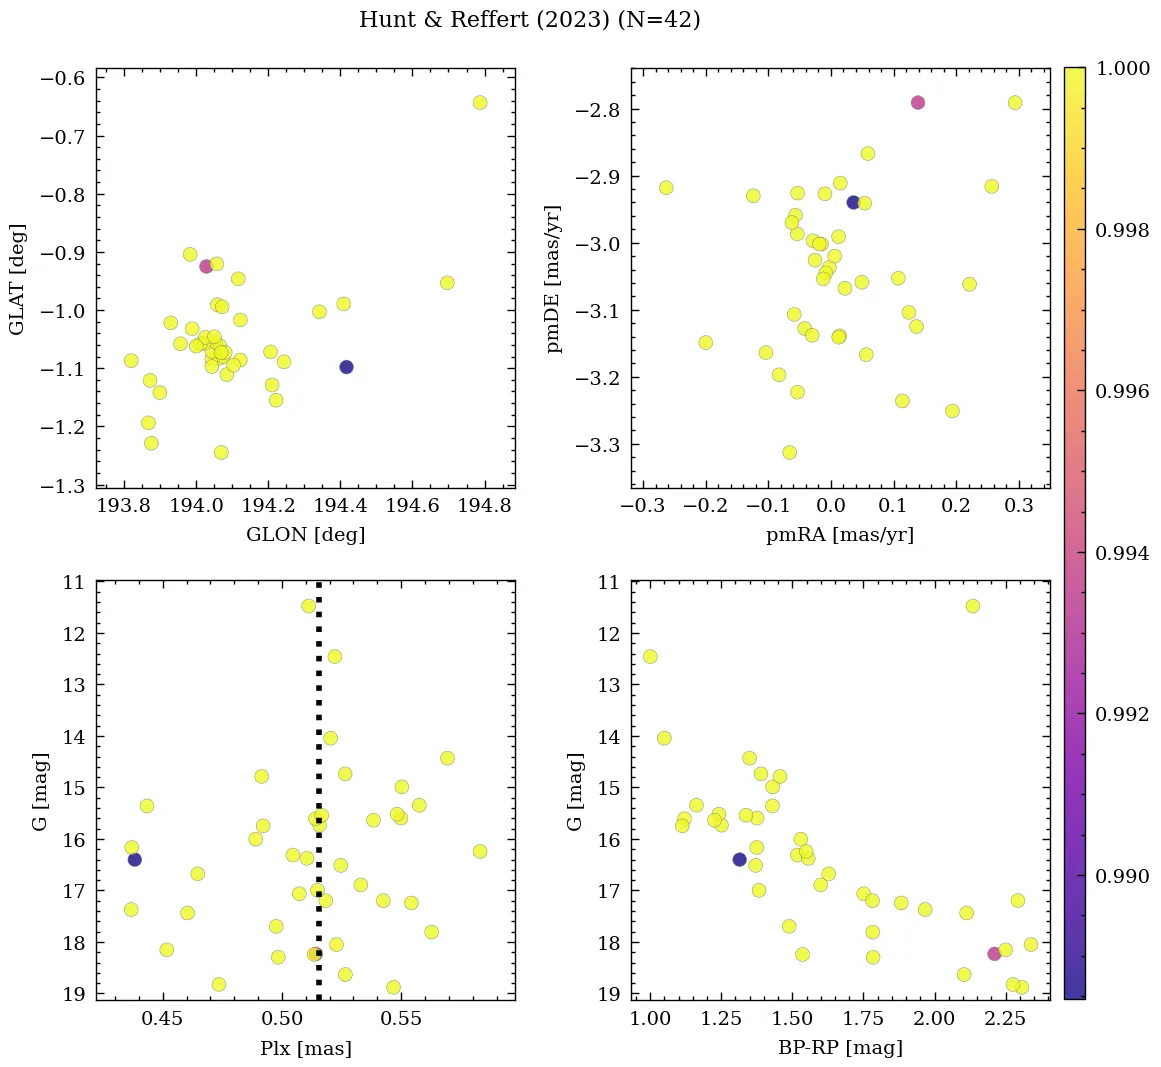 Hunt & Reffert (2023) (N=42)
−0.6
−0.7
−0.8
−0.9
−1.0
−1.1
−1.2
−1.3
GLAT [deg]
193.8 194.0 194.2 194.4 194.6 194.8
GLON [deg]
−2.8
−2.9
−3.0
−3.1
−3.2
−3.3
pmDE [mas/yr]
−0.3 −0.2 −0.1 0.0 0.1 0.2 0.3
pmRA [mas/yr]
1.000
0.998
0.996
0.994
0.992
0.990
11
12
13
14
15
16
17
18
19
G [mag]
0.45 0.50 0.55
Plx [mas]
11
12
13
14
15
16
17
18
19
G [mag]
1.00 1.25 1.50 1.75 2.00 2.25
BP-RP [mag]